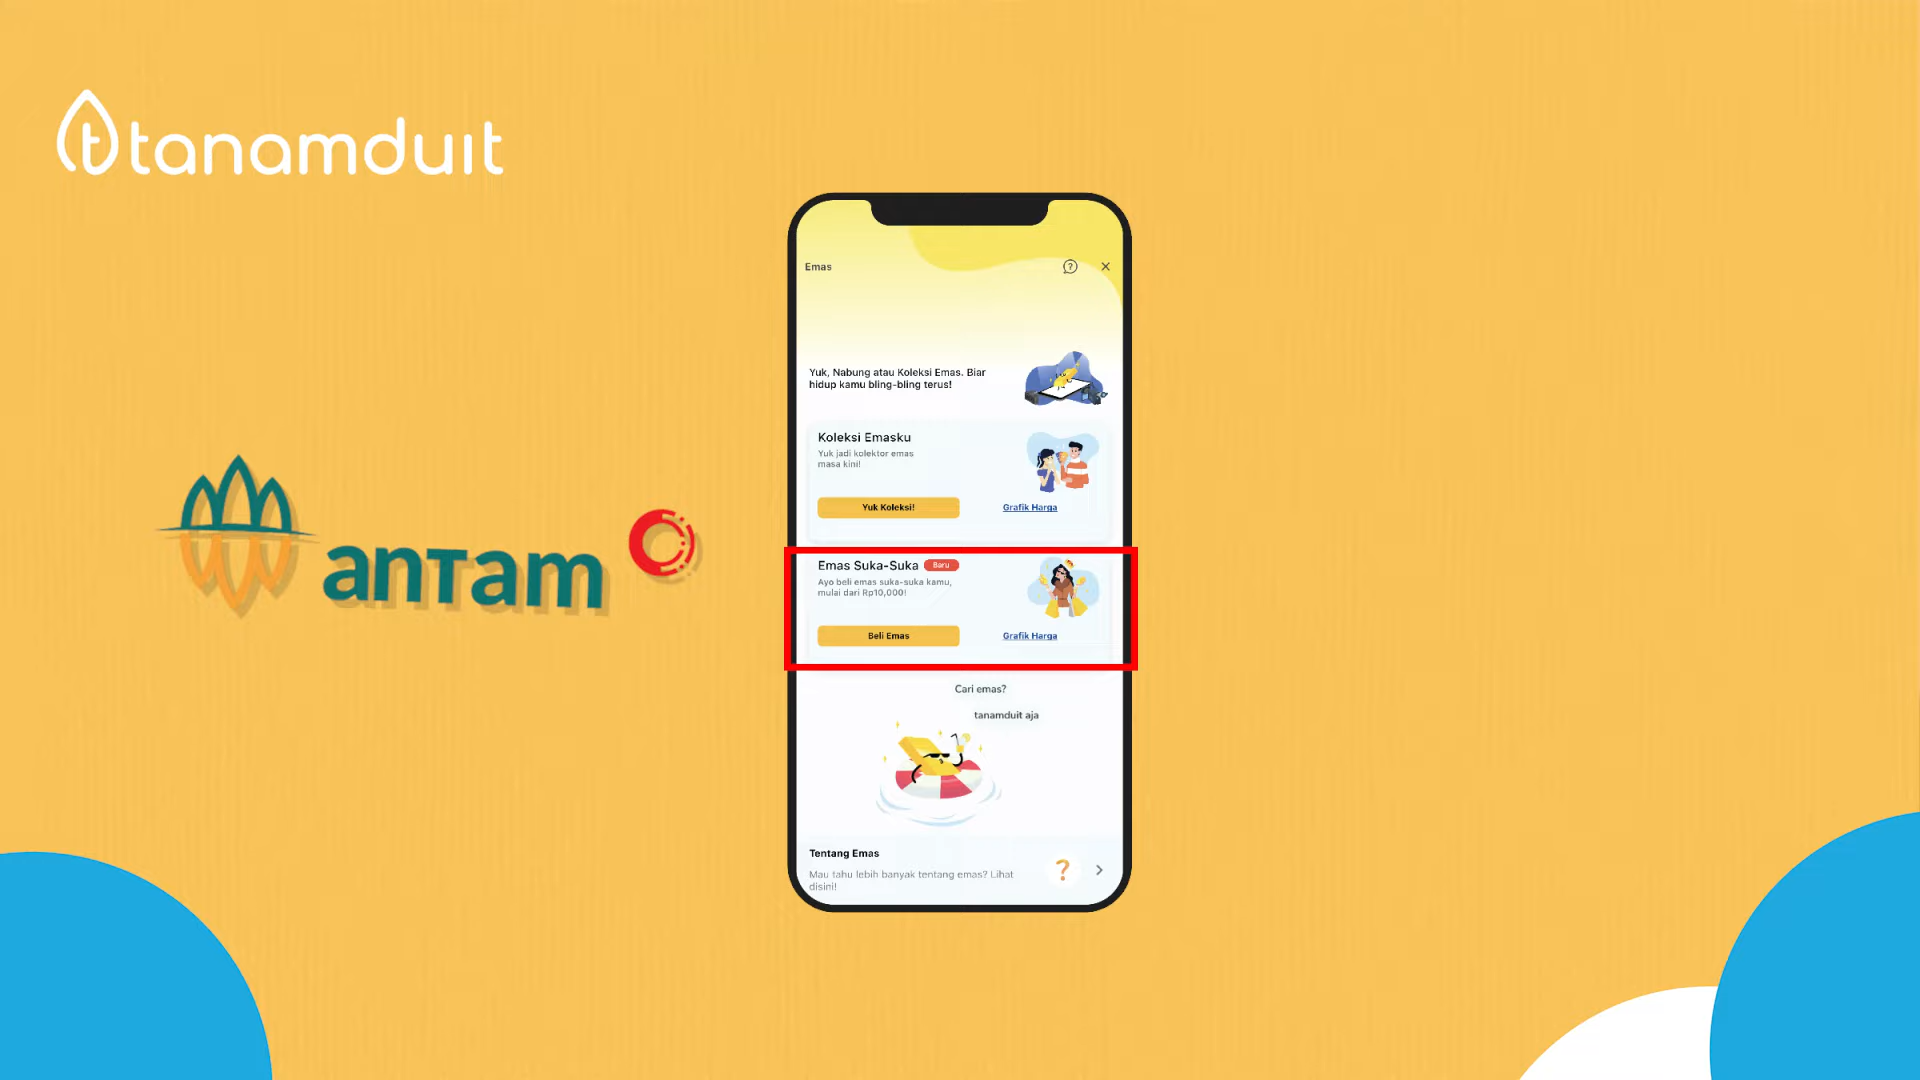 tanamduit
antam
Emas
Yuk, Nabung atau Koleksi Emas. Biar
hidup kamu bling-bling terus!
Koleksi Emasku
Yuk jadi kolektor emas
masa kini!
Yuk Koleksi!
Grafik Harga
Emas Suka-Suka
Baru
Ayo beli emas suka-suka kamu,
mulai dari Rp10,000!
Beli Emas
Grafik Harga
Cari emas?
tanamduit aja
Tentang Emas
Mau tahu lebih banyak tentang emas? Lihat
disini!